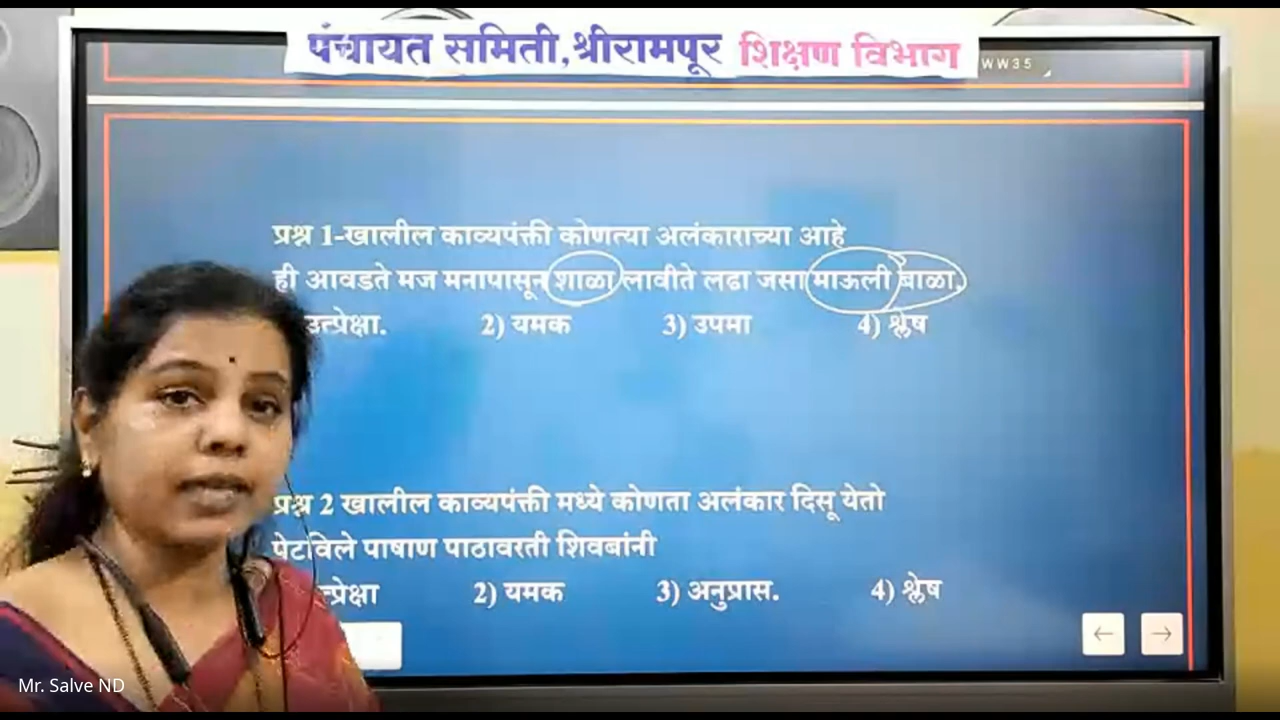 पंचायत समिती,श्रीरामपूर शिक्षण विभाग
WW35
प्रश्न 1-खालील काव्यपंक्ती कोणत्या अलंकाराच्या आहे
ही आवडते मज मनापासून शाळा लावीते लढा जसा माऊली बाळा.
उत्प्रेक्षा. 2) यमक 3) उपमा 4) श्लेष
प्रश्न 2 खालील काव्यपंक्ती मध्ये कोणता अलंकार दिसू येतो
पेटविले पाषाण पाठावरती शिवबांनी
त्प्रेक्षा 2) यमक 3) अनुप्रास. 4) श्लेष
Mr. Salve ND